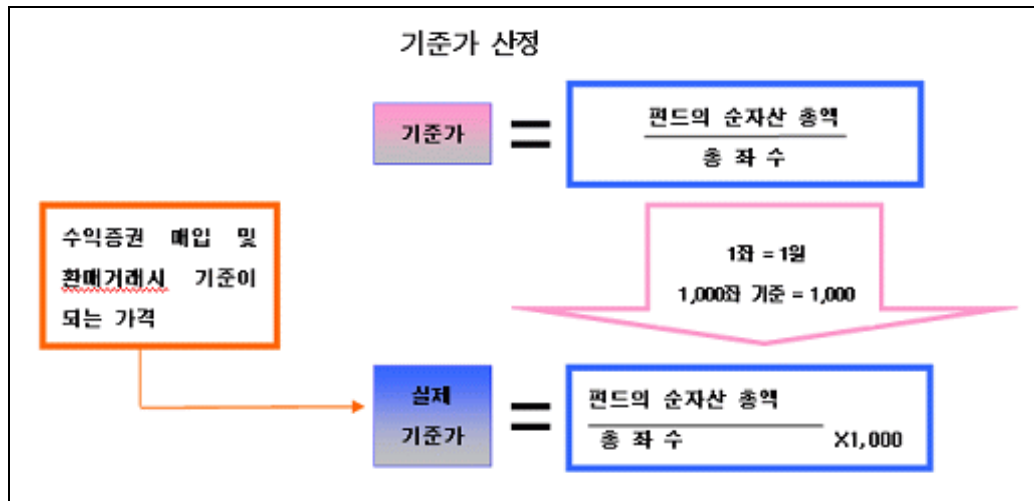 기준가 산정
기준가 = 펀드의 순자산 총액
총 좌 수
수익증권 매입 및
환매거래시 기준이
되는 가격
1좌 = 1원
1,000좌 기준 = 1,000
실제
기준가
=
펀드의 순자산 총액
총 좌 수 X1,000